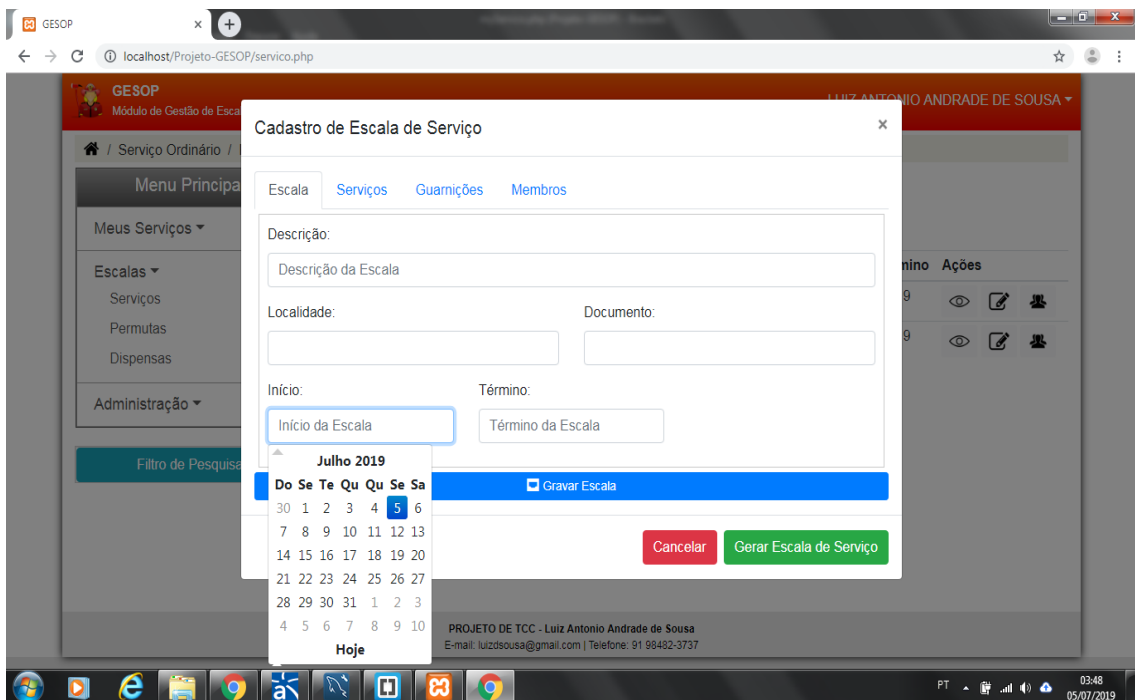 GESOP
localhost/Projeto-GESOP/servico.php
GESOP
Módulo de Gestão de Esca
LUIZ ANTONIO ANDRADE DE SOUSA
/ Serviço Ordinário /
Menu Principa
Meus Serviços
Escalas
Serviços
Permutas
Dispensas
Administração
Filtro de Pesquisa
Cadastro de Escala de Serviço ×
Escala Serviços Guarnições Membros
Descrição:
Descrição da Escala
Localidade: Documento:
Início: Término:
Início da Escala Término da Escala
Julho 2019
Do Se Te Qu Qu Se Sa
30 1 2 3 4 5 6
7 8 9 10 11 12 13
14 15 16 17 18 19 20
21 22 23 24 25 26 27
28 29 30 31 1 2 3
4 5 6 7 8 9 10
Hoje
Gravar Escala
Cancelar Gerar Escala de Serviço
mino Ações
9
9
PROJETO DE TCC - Luiz Antonio Andrade de Sousa
E-mail: luizdsousa@gmail.com | Telefone: 91 98482-3737
PT
03:48
05/07/2019